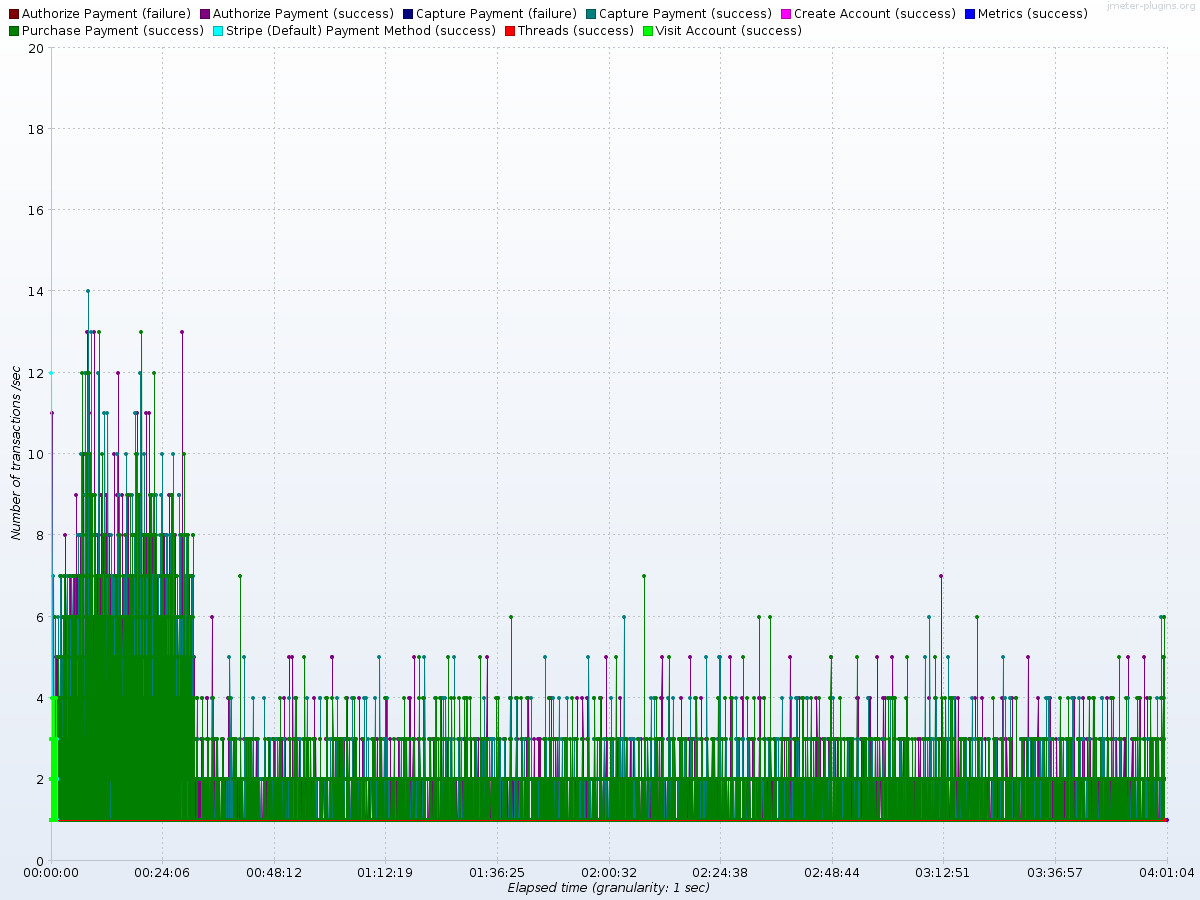 jmeter-plugins.org
Authorize Payment (failure) Authorize Payment (success) Capture Payment (failure) Capture Payment (success) Create Account (success) Metrics (success)
Purchase Payment (success) Stripe (Default) Payment Method (success) Threads (success) Visit Account (success)
20
18
16
14
12
10
8
6
4
2
0
Number of transactions /sec
00:00:00 00:24:06 00:48:12 01:12:19 01:36:25 02:00:32 02:24:38 02:48:44 03:12:51 03:36:57 04:01:04
Elapsed time (granularity: 1 sec)